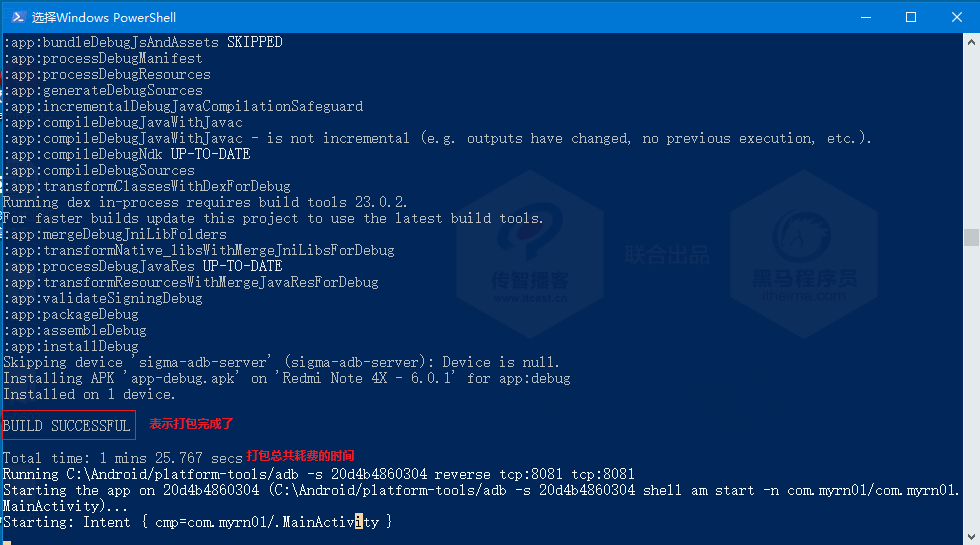 选择Windows PowerShell
:app:bundleDebugJsAndAssets SKIPPED
:app:processDebugManifest
:app:processDebugResources
:app:generateDebugSources
:app:incrementalDebugJavaCompilationSafeguard
:app:compileDebugJavaWithJavac
:app:compileDebugJavaWithJavac - is not incremental (e.g. outputs have changed, no previous execution, etc.).
:app:compileDebugNdk UP-TO-DATE
:app:compileDebugSources
:app:transformClassesWithDexForDebug
Running dex in-process requires build tools 23.0.2.
For faster builds update this project to use the latest build tools.
:app:mergeDebugJniLibFolders
:app:transformNative_libsWithMergeJniLibsForDebug
:app:processDebugJavaRes UP-TO-DATE
:app:transformResourcesWithMergeJavaResForDebug
:app:validateSigningDebug
:app:packageDebug
:app:assembleDebug
:app:installDebug
Skipping device 'sigma-adb-server' (sigma-adb-server): Device is null.
Installing APK 'app-debug.apk' on 'Redmi Note 4X - 6.0.1' for app:debug
Installed on 1 device.
BUILD SUCCESSFUL 表示打包完成了
Total time: 1 mins 25.767 secs 打包总共耗费的时间
Running C:\Android/platform-tools/adb -s 20d4b4860304 reverse tcp:8081 tcp:8081
Starting the app on 20d4b4860304 (C:\Android/platform-tools/adb -s 20d4b4860304 shell am start -n com.myrn01/com.myrn01.
MainActivity)...
Starting: Intent { cmp=com.myrn01/.MainActivity }
传智播客
www.itcast.cn
联合出品
黑马程序员
itheima.com